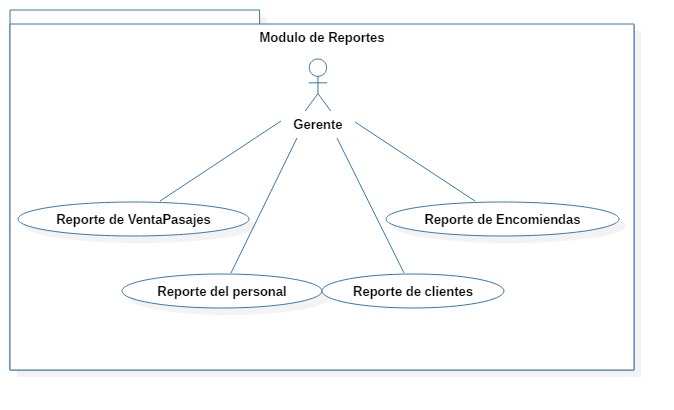 Modulo de Reportes
Gerente
Reporte de VentaPasajes
Reporte de Encomiendas
Reporte del personal
Reporte de clientes